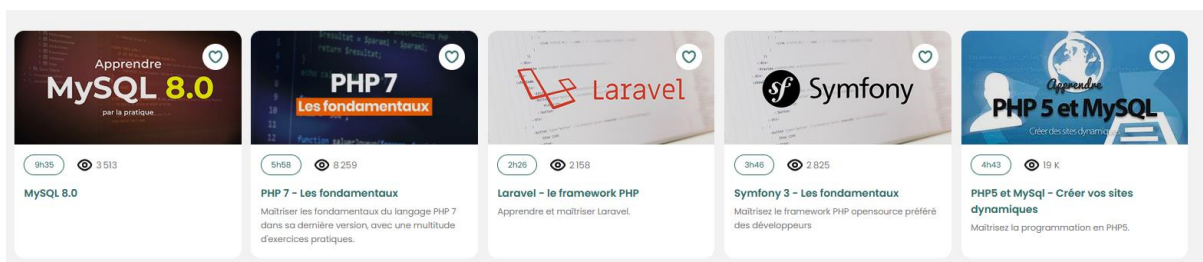 Apprendre
MySQL 8.0
par la pratique
9h35
3 513
MySQL 8.0
PHP 7
Les fondamentaux
5h58
8 259
PHP 7 - Les fondamentaux
Maîtriser les fondamentaux du langage PHP 7
dans sa dernière version, avec une multitude
d'exercices pratiques.
Laravel
2h26
2 158
Laravel - le framework PHP
Apprendre et maîtriser Laravel.
sf Symfony
3h46
2 825
Symfony 3 - Les fondamentaux
Maîtrisez le framework PHP opensource préféré
des développeurs
Apprendre
PHP 5 et MySQL
Créer des sites dynamiques
4h43
19 K
PHP5 et MySql - Créer vos sites
dynamiques
Maîtrisez la programmation en PHP5.